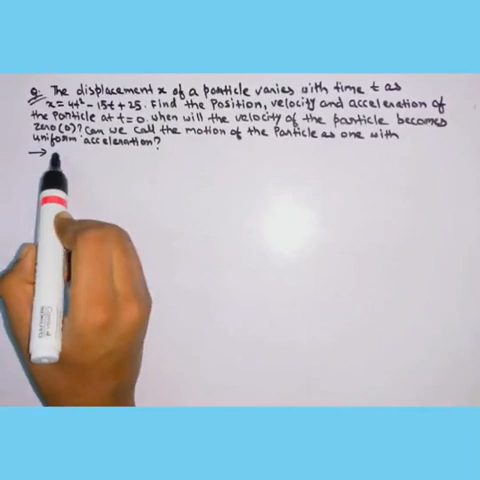 Q. The displacement x of a particle varies with time t as
x = 4t² - 15t + 25. Find the Position, velocity and acceleration of
the particle at t = 0. When will the velocity of the particle becomes
zero(0)? Can we call the motion of the Particle as one with
uniform acceleration?
→